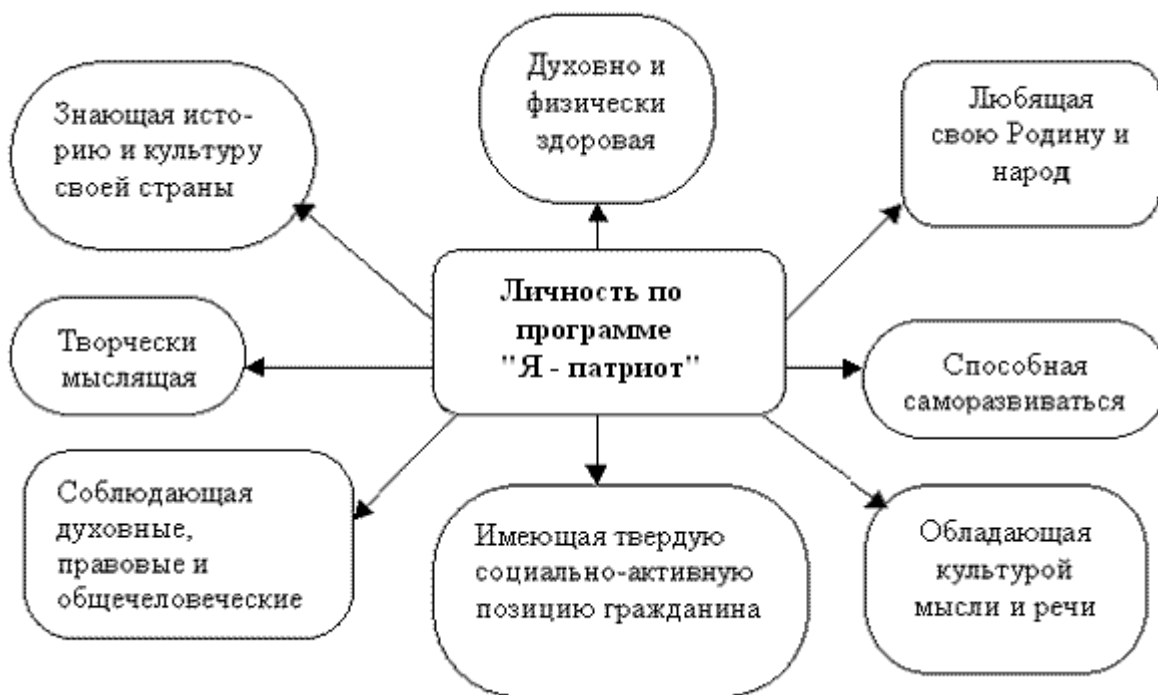 Духовно и
физически
здоровая
Знающая исто-
рию и культуру
своей страны
Любящая
свою Родину и
народ
Личность по
программе
"Я - патриот"
Творчески
мыслящая
Способная
саморазвиваться
Соблюдающая
духовные,
правовые и
общечеловеческие
Имеющая твердую
социально-активную
позицию гражданина
Обладающая
культурой
мысли и речи